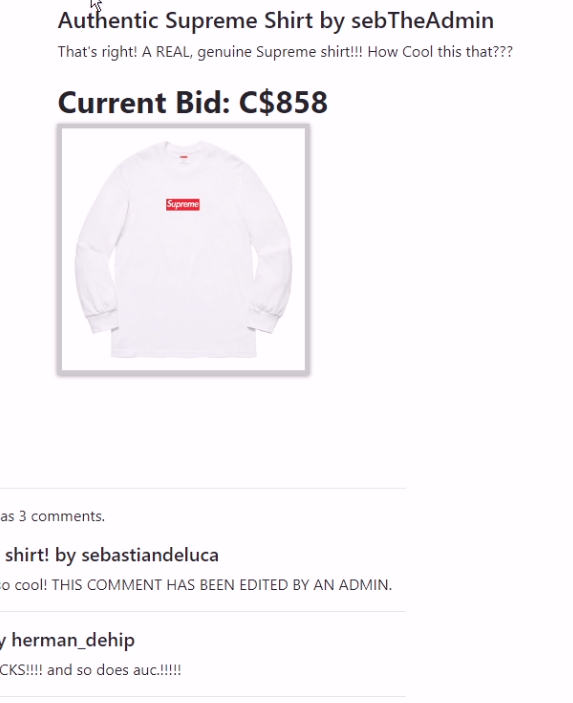 Authentic Supreme Shirt by sebTheAdmin
That's right! A REAL, genuine Supreme shirt!!! How Cool this that???
Current Bid: C$858
Supreme
as 3 comments.
shirt! by sebastiandeluca
so cool! THIS COMMENT HAS BEEN EDITED BY AN ADMIN.
y herman_dehip
CKS!!!! and so does auc.!!!!!